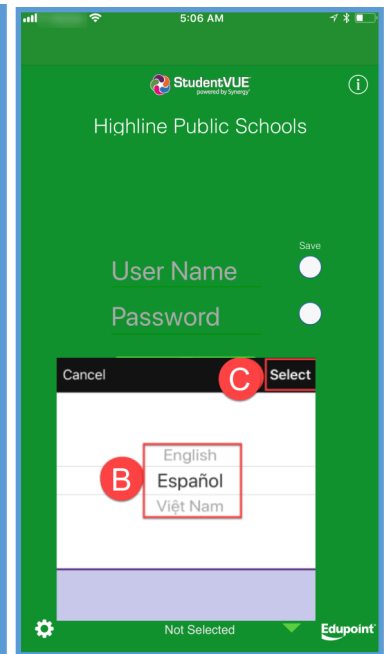 5:06 AM
StudentVUE
powered by Synergy
Highline Public Schools
Save
User Name
Password
Cancel
C
Select
English
B
Español
Việt Nam
Not Selected
Edupoint